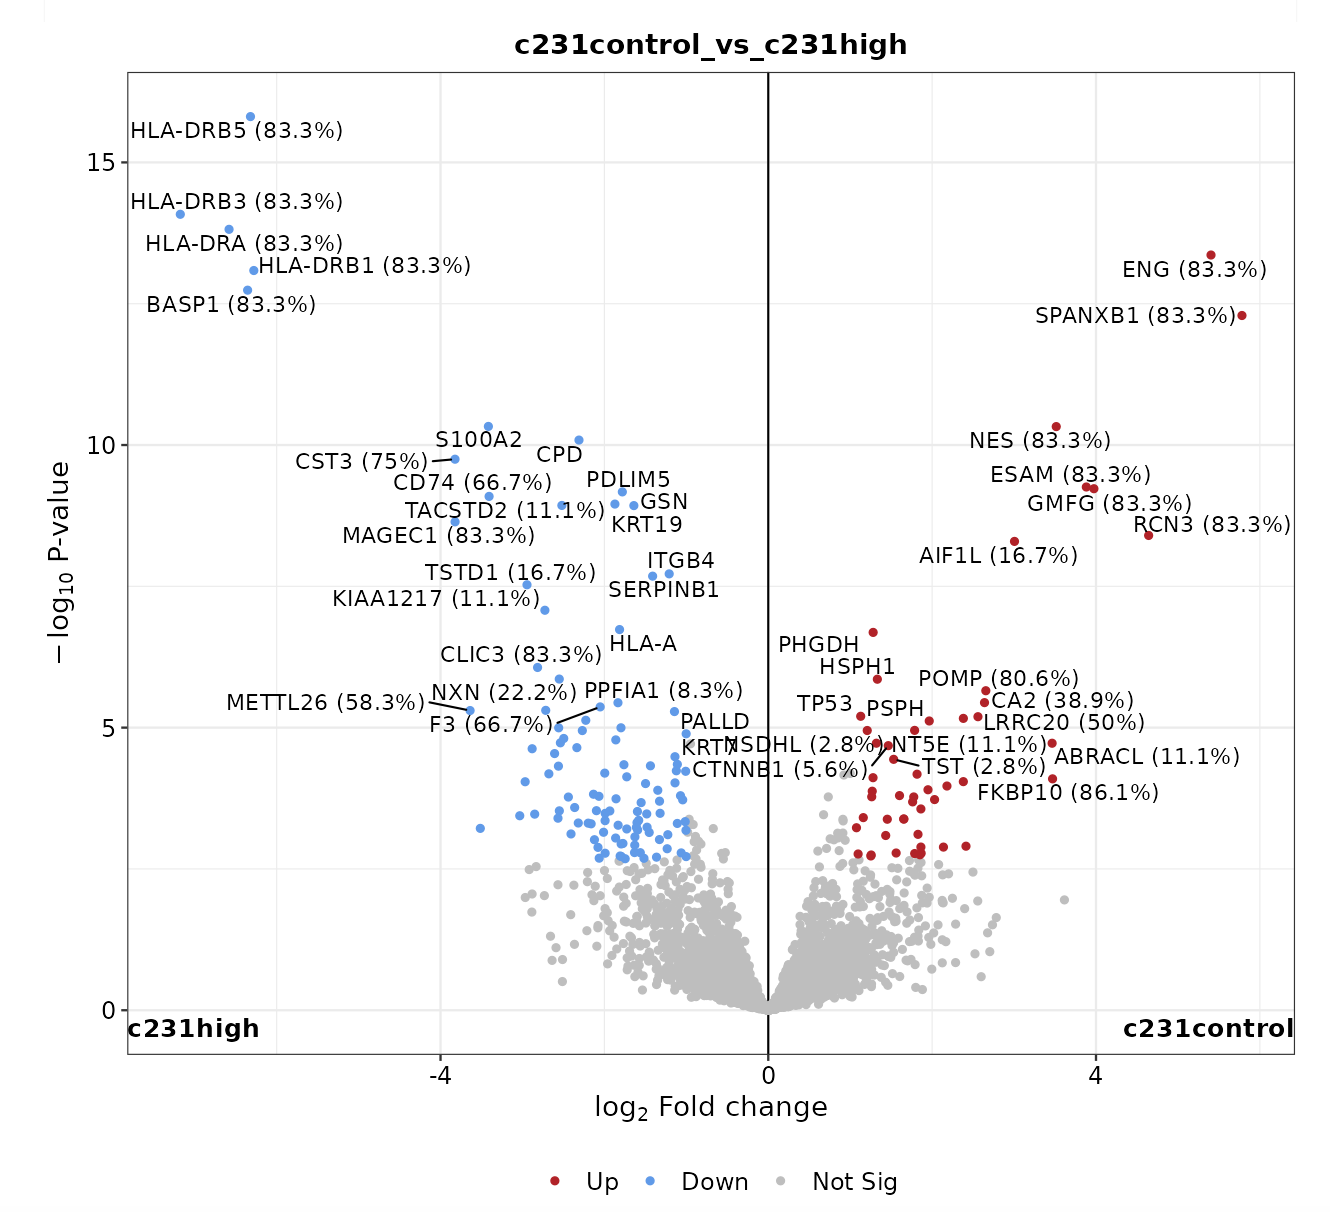 c231control_vs_c231high
HLA-DRB5 (83.3%)
15
HLA-DRB3 (83.3%)
HLA-DRA (83.3%)
HLA-DRB1 (83.3%)
ENG (83.3%)
BASP1 (83.3%)
SPANXB1 (83.3%)
10
S100A2
NES (83.3%)
CPD
CST3 (75%)
ESAM (83.3%)
CD74 (66.7%)
PDLIM5
GSN
GMFG (83.3%)
TACSTD2 (11.1%)
KRT19
RCN3 (83.3%)
MAGEC1 (83.3%)
AIF1L (16.7%)
ITGB4
TSTD1 (16.7%)
SERPINB1
KIAA1217 (11.1%)
HLA-A
PHGDH
CLIC3 (83.3%)
HSPH1
POMP (80.6%)
NXN (22.2%)
PPFIA1 (8.3%)
METTL26 (58.3%)
TP53
PSPH
CA2 (38.9%)
F3 (66.7%)
PALLD
LRRC20 (50%)
5
KRT7
NSDHL (2.8%)
NT5E (11.1%)
ABRACL (11.1%)
CTNNB1 (5.6%)
TST (2.8%)
FKBP10 (86.1%)
0
c231high
c231control
-4
0
4
−log10 P-value
log2 Fold change
Up
Down
Not Sig